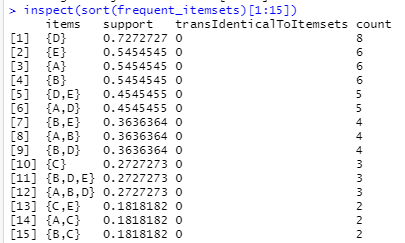 > inspect(sort(frequent_itemsets)[1:15])
items support transIdenticalToItemsets count
[1] {D} 0.7272727 0 8
[2] {E} 0.5454545 0 6
[3] {A} 0.5454545 0 6
[4] {B} 0.5454545 0 6
[5] {D,E} 0.4545455 0 5
[6] {A,D} 0.4545455 0 5
[7] {B,E} 0.3636364 0 4
[8] {A,B} 0.3636364 0 4
[9] {B,D} 0.3636364 0 4
[10] {C} 0.2727273 0 3
[11] {B,D,E} 0.2727273 0 3
[12] {A,B,D} 0.2727273 0 3
[13] {C,E} 0.1818182 0 2
[14] {A,C} 0.1818182 0 2
[15] {B,C} 0.1818182 0 2